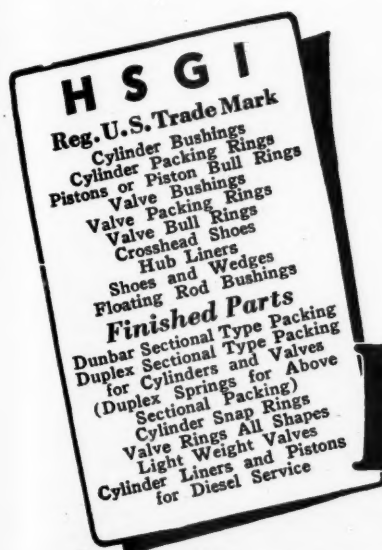 HSGI
Reg. U.S. Trade Mark
Cylinder Bushings
Cylinder Packing Rings
Pistons or Piston Bull Rings
Valve Bushings
Valve Packing Rings
Valve Bull Rings
Crosshead Shoes
Hub Liners
Shoes and Wedges
Floating Rod Bushings
Finished Parts
Dunbar Sectional Type Packing
Duplex Sectional Type Packing
for Cylinders and Valves
(Duplex Springs for Above
Sectional Packing)
Cylinder Snap Rings
Valve Rings All Shapes
Light Weight Valves
Cylinder Liners and Pistons
for Diesel Service